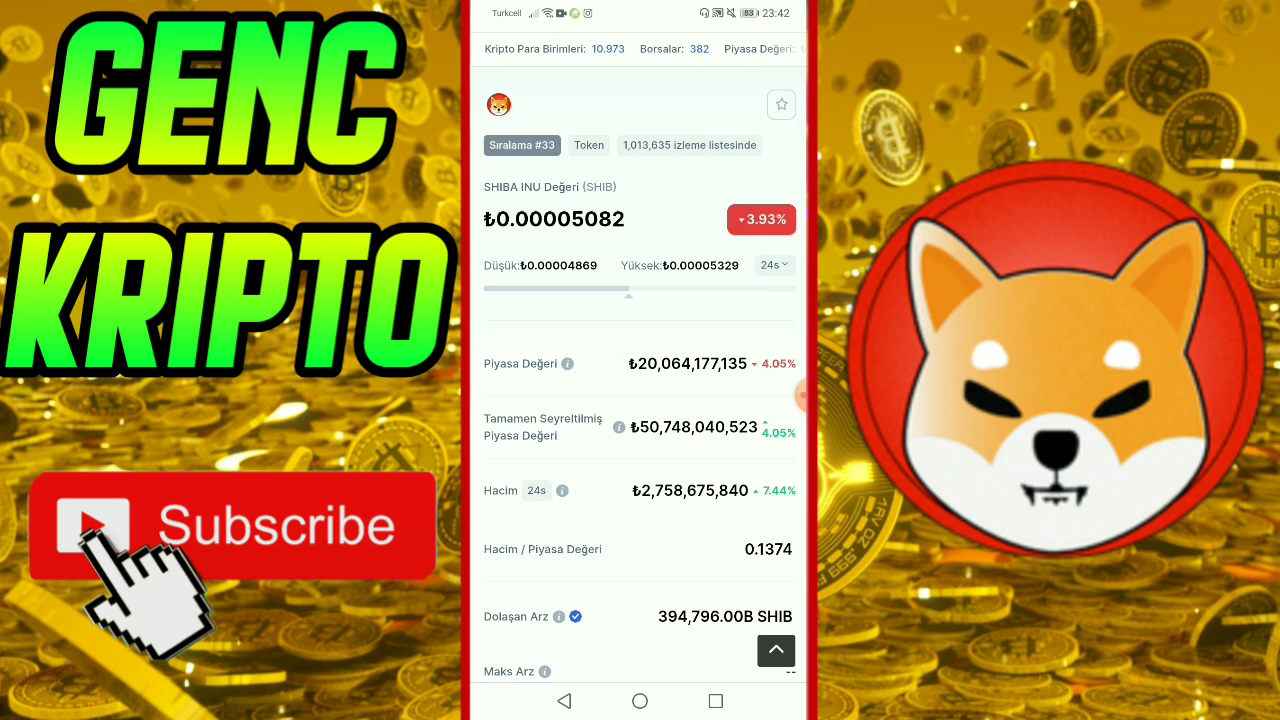 GENC
KRIPTO
Subscribe
Turkcell 83 23:42
Kripto Para Birimleri: 10.973 Borsalar: 382 Piyasa Değeri:
Sıralama #33 Token 1,013,635 izleme listesinde
SHIBA INU Değeri (SHIB)
₺0.00005082 3.93%
Düşük:₺0.00004869 Yüksek:₺0.00005329 24s
Piyasa Değeri ₺20,064,177,135 4.05%
Tamamen Seyreltilmiş
Piyasa Değeri ₺50,748,040,523 4.05%
Hacim 24s ₺2,758,675,840 7.44%
Hacim / Piyasa Değeri 0.1374
Dolaşan Arz 394,796.00B SHIB
Maks Arz --